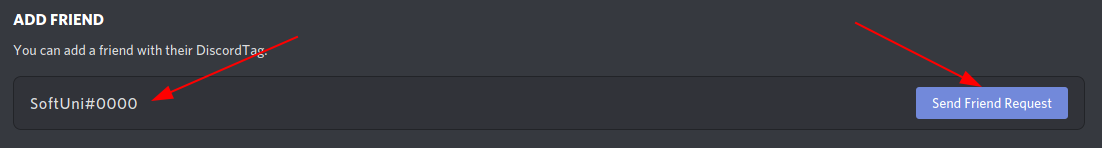 ADD FRIEND
You can add a friend with their DiscordTag.
SoftUni#0000
Send Friend Request